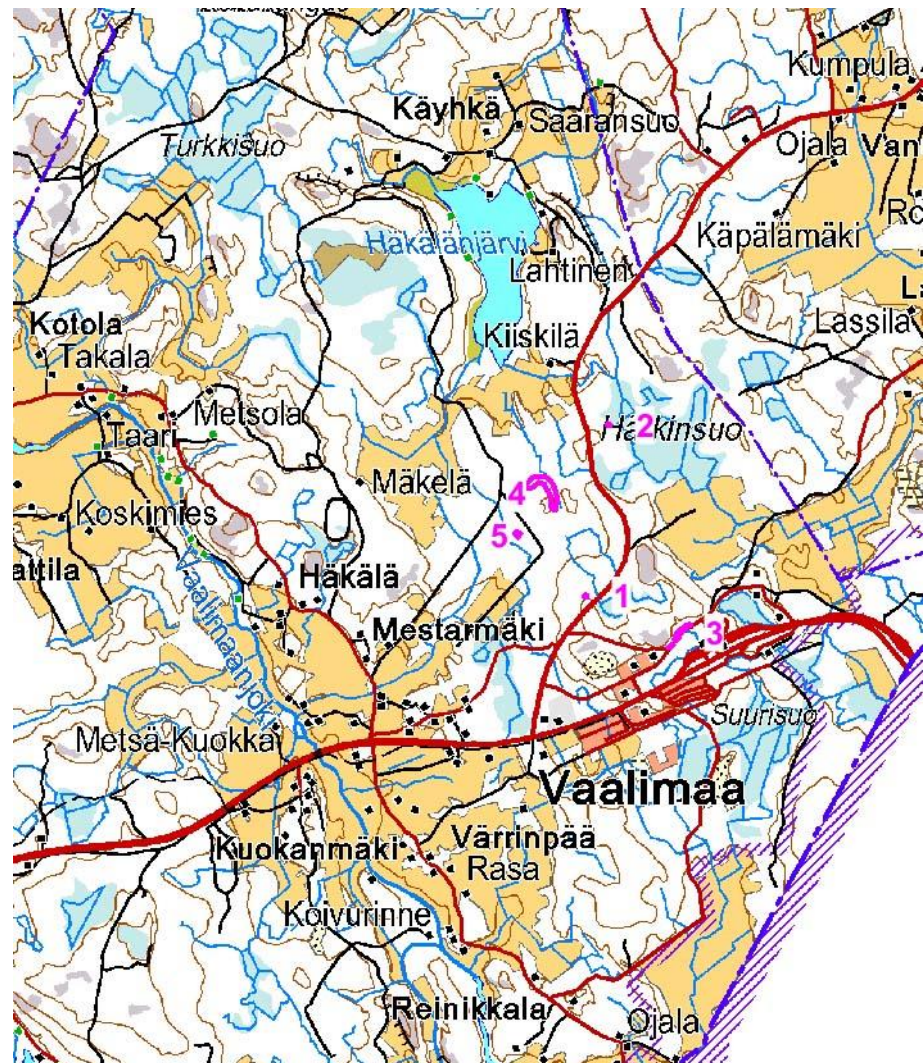 Kumpula
Käyhkä
Saaransuo
Turkkisuo
Ojala
Van
Ro
Käpälämäki
Häkälänjärvi
Lahtinen
Lassila
Kotola
Kiiskilä
Takala
Metsola
Taari
Häkinsuo
2
Mäkelä
4
Koskimies
5
attila
Häkälä
1
Vaalimaanjoki
Mestarmäki
3
Suurisuo
Metsä-Kuokka
Vaalimaa
Värrinpää
Kuokanmäki
Rasa
Koivurinne
Reinikkala
Ojala